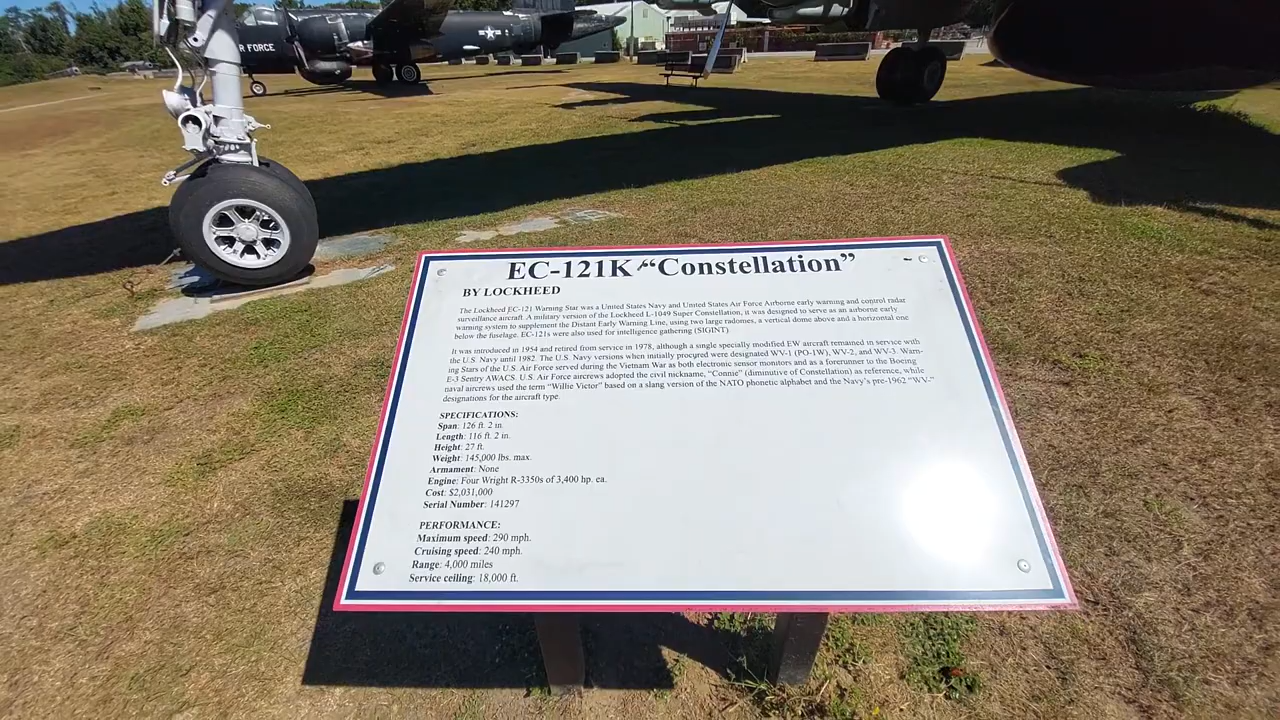 R FORCE
EC-121K “Constellation”
BY LOCKHEED
The Lockheed EC-121 Warning Star was a United States Navy and United States Air Force Airborne early warning and control radar
surveillance aircraft. A military version of the Lockheed L-1049 Super Constellation, it was designed to serve as an airborne early
warning system to supplement the Distant Early Warning Line, using two large radomes, a vertical dome above and a horizontal one
below the fuselage. EC-121s were also used for intelligence gathering (SIGINT)
It was introduced in 1954 and retired from service in 1978, although a single specially modified EW aircraft remained in service with
the U.S. Navy until 1982. The U.S. Navy versions when initially procured were designated WV-1 (PO-1W), WV-2, and WV-3. Warn-
ing Stars of the U.S. Air Force served during the Vietnam War as both electronic sensor monitors and as a forerunner to the Boeing
E-3 Sentry AWACS. U.S. Air Force aircrews adopted the civil nickname, “Connie” (diminutive of Constellation) as reference, while
naval aircrews used the term “Willie Victor” based on a slang version of the NATO phonetic alphabet and the Navy’s pre-1962 “WV-”
designations for the aircraft type.
SPECIFICATIONS:
Span: 126 ft. 2 in.
Length: 116 ft. 2 in.
Height: 27 ft.
Weight: 145,000 lbs. max.
Armament: None
Engine: Four Wright R-3350s of 3,400 hp. ea.
Cost: $2,031,000
Serial Number: 141297
PERFORMANCE:
Maximum speed: 290 mph.
Cruising speed: 240 mph.
Range: 4,000 miles
Service ceiling: 18,000 ft.